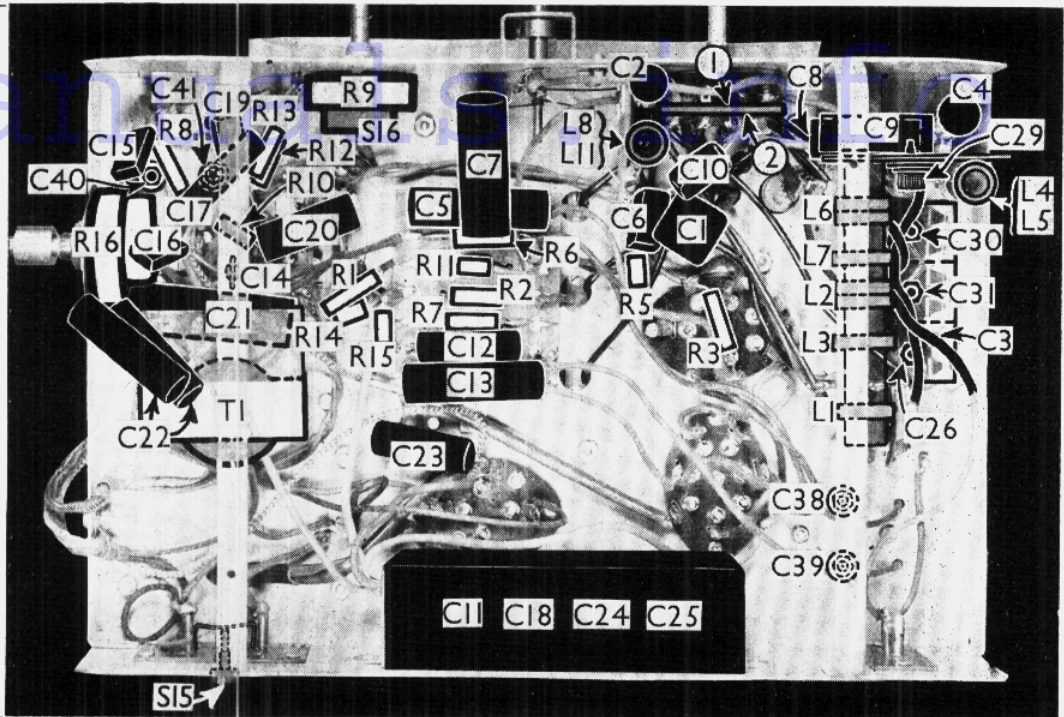 anuals info
C41 C19 R13 R9 C2 1 C8 C4
C15 R8 S16 L8 L11 C9 C29
C40 R12 R10 C7 C10 2 L4 L5
C17 C5 C6 C1 L6
R16 C16 C20 R6 C30
C14 R1 R11 R2 R5 L7 C31
C21 R14 R15 R7 C12 R3 L2 L3 C3
C13
T1 L1 C26
C22 C23
C38
C39
C11 C18 C24 C25
S15